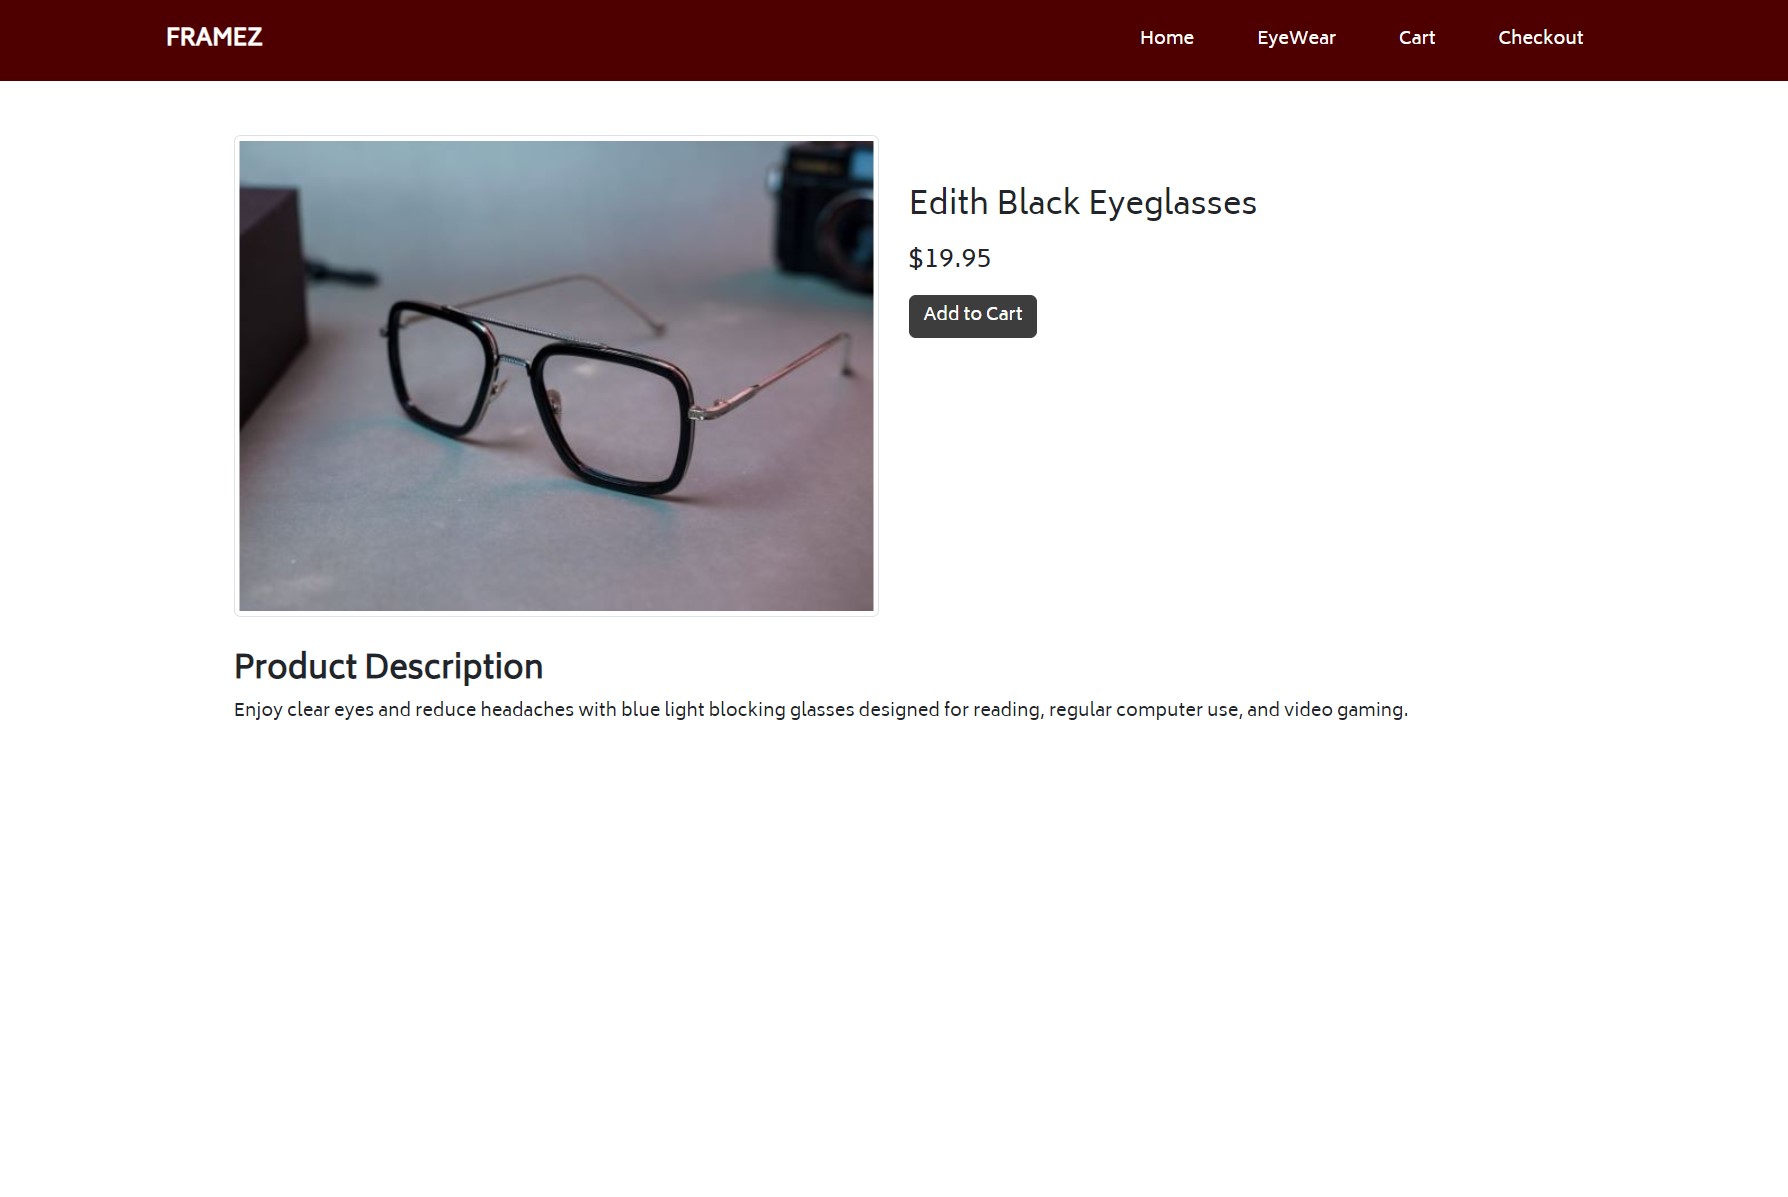 FRAMEZ
Home EyeWear Cart Checkout
Edith Black Eyeglasses
$19.95
Add to Cart
Product Description
Enjoy clear eyes and reduce headaches with blue light blocking glasses designed for reading, regular computer use, and video gaming.